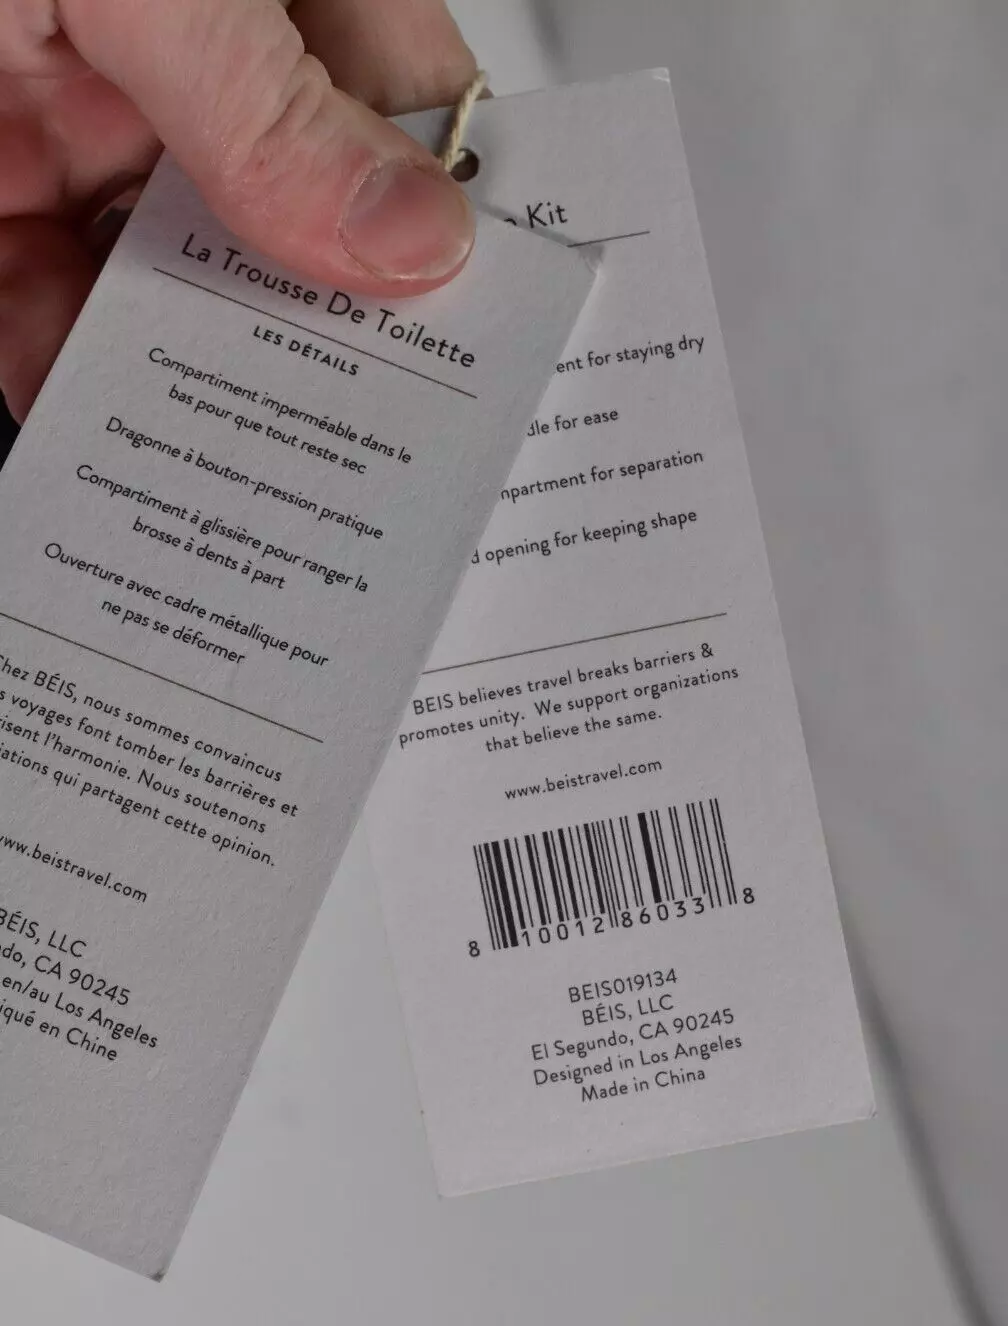 La Trousse De Toilette
LES DÉTAILS
Compartiment imperméable dans le
bas pour que tout reste sec
Dragonne à bouton-pression pratique
Compartiment à glissière pour ranger la
brosse à dents à part
Ouverture avec cadre métallique pour
ne pas se déformer
Chez BÉIS, nous sommes convaincus
voyages font tomber les barrières et
l'harmonie. Nous soutenons
qui partagent cette opinion.
www.beistravel.com
BÉIS, LLC
CA 90245
en/au Los Angeles
en Chine
Kit
for staying dry
for ease
for separation
opening for keeping shape
BEIS believes travel breaks barriers &
promotes unity. We support organizations
that believe the same.
www.beistravel.com
8 10012 86033 8
BEIS019134
BÉIS, LLC
El Segundo, CA 90245
Designed in Los Angeles
Made in China